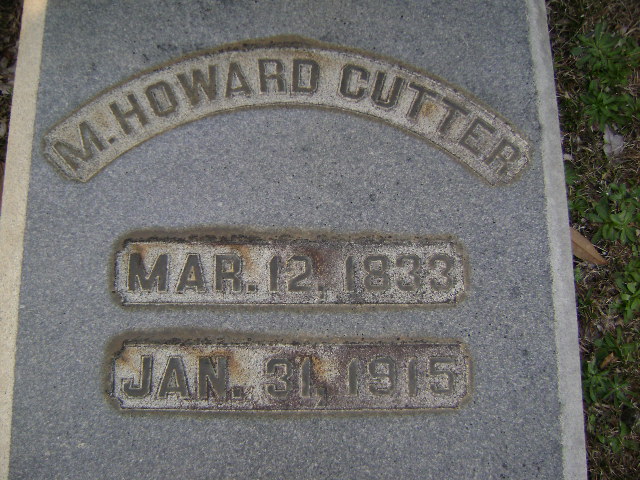 M. HOWARD CUTTER
MAR. 12, 1833
JAN. 31, 1915